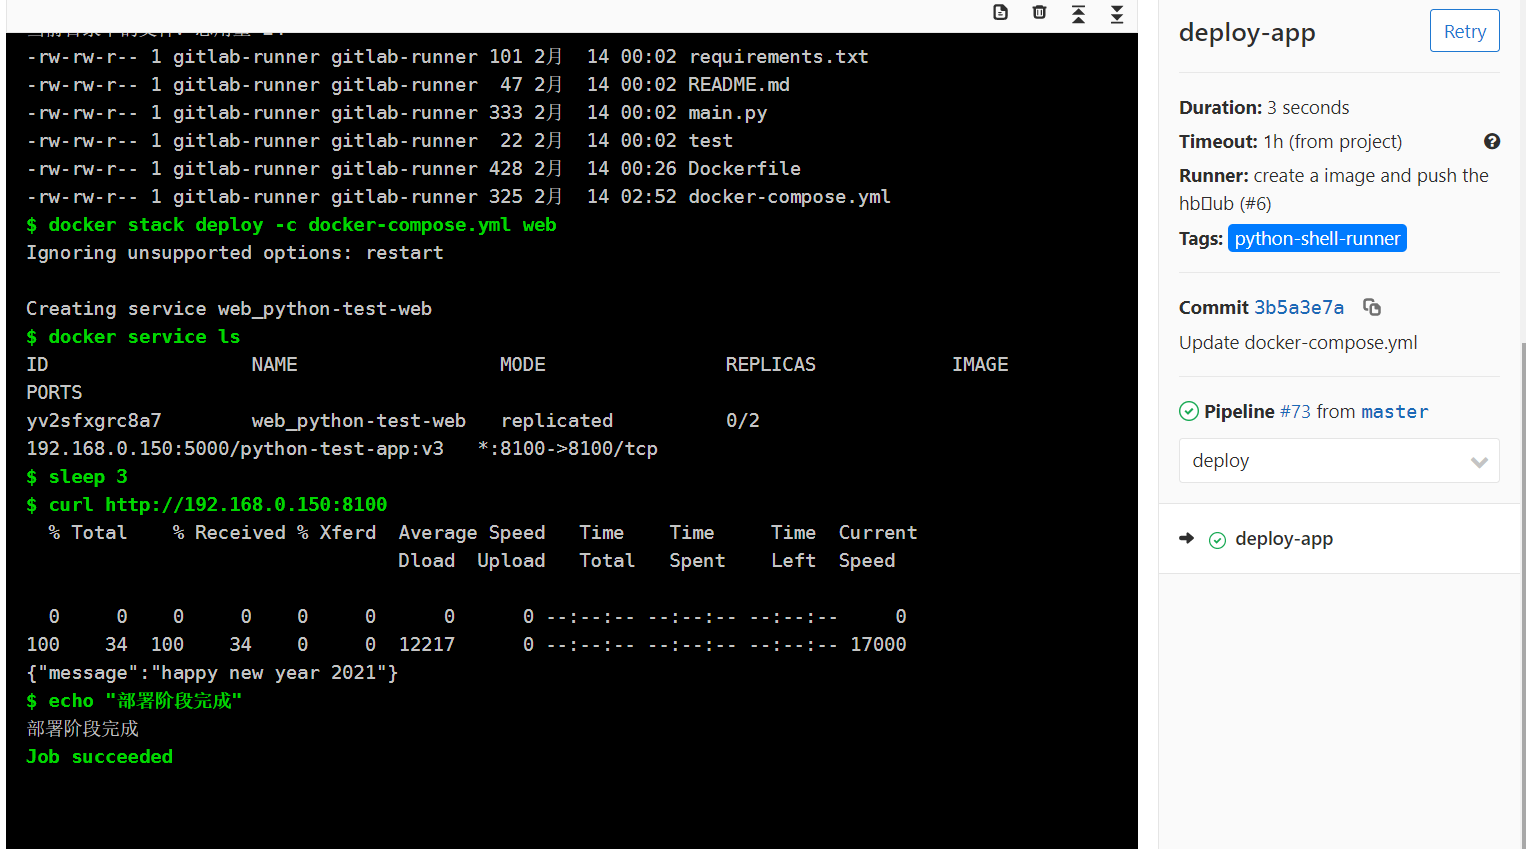 -rw-rw-r-- 1 gitlab-runner gitlab-runner 101 2月  14 00:02 requirements.txt
-rw-rw-r-- 1 gitlab-runner gitlab-runner  47 2月  14 00:02 README.md
-rw-rw-r-- 1 gitlab-runner gitlab-runner 333 2月  14 00:02 main.py
-rw-rw-r-- 1 gitlab-runner gitlab-runner  22 2月  14 00:02 test
-rw-rw-r-- 1 gitlab-runner gitlab-runner 428 2月  14 00:26 Dockerfile
-rw-rw-r-- 1 gitlab-runner gitlab-runner 325 2月  14 02:52 docker-compose.yml
$ docker stack deploy -c docker-compose.yml web
Ignoring unsupported options: restart
Creating service web_python-test-web
$ docker service ls
ID                  NAME                  MODE                REPLICAS            IMAGE
PORTS
yv2sfxgrc8a7        web_python-test-web   replicated          0/2
192.168.0.150:5000/python-test-app:v3   *:8100->8100/tcp
$ sleep 3
$ curl http://192.168.0.150:8100
  % Total    % Received % Xferd  Average Speed   Time    Time     Time  Current
                                 Dload  Upload   Total   Spent    Left  Speed
  0     0    0     0    0     0      0      0 --:--:-- --:--:-- --:--:--     0
100    34  100    34    0     0  12217      0 --:--:-- --:--:-- --:--:-- 17000
{"message":"happy new year 2021"}
$ echo "部署阶段完成"
部署阶段完成
Job succeeded
deploy-app
Retry
Duration: 3 seconds
Timeout: 1h (from project)
Runner: create a image and push the
hb□ub (#6)
Tags: python-shell-runner
Commit 3b5a3e7a
Update docker-compose.yml
Pipeline #73 from master
deploy
deploy-app